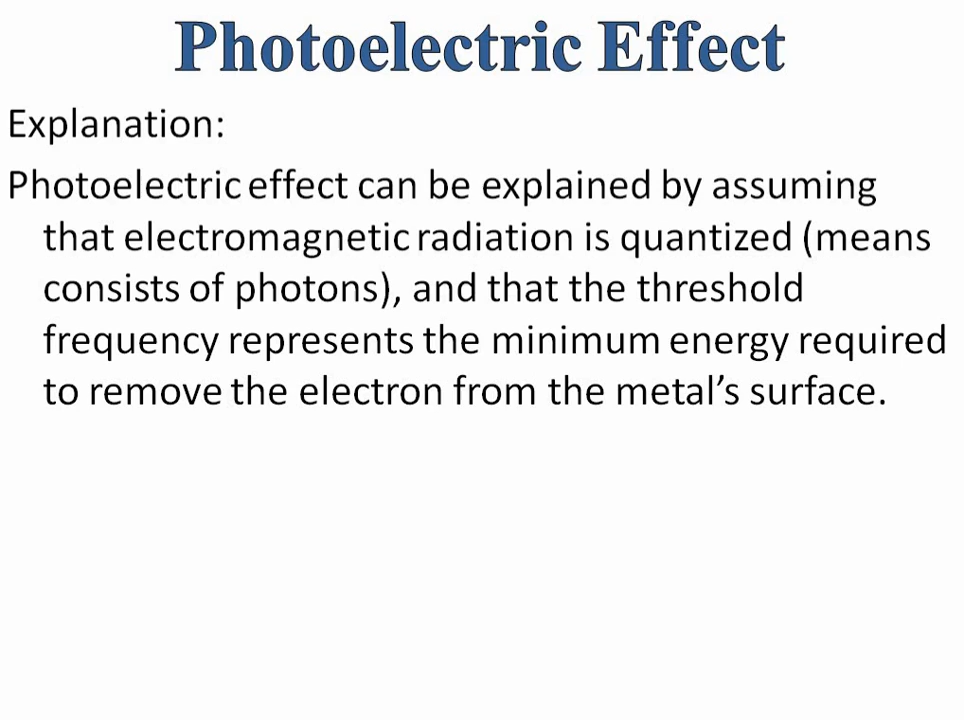 Photoelectric Effect
Explanation:
Photoelectric effect can be explained by assuming
that electromagnetic radiation is quantized (means
consists of photons), and that the threshold
frequency represents the minimum energy required
to remove the electron from the metal’s surface.